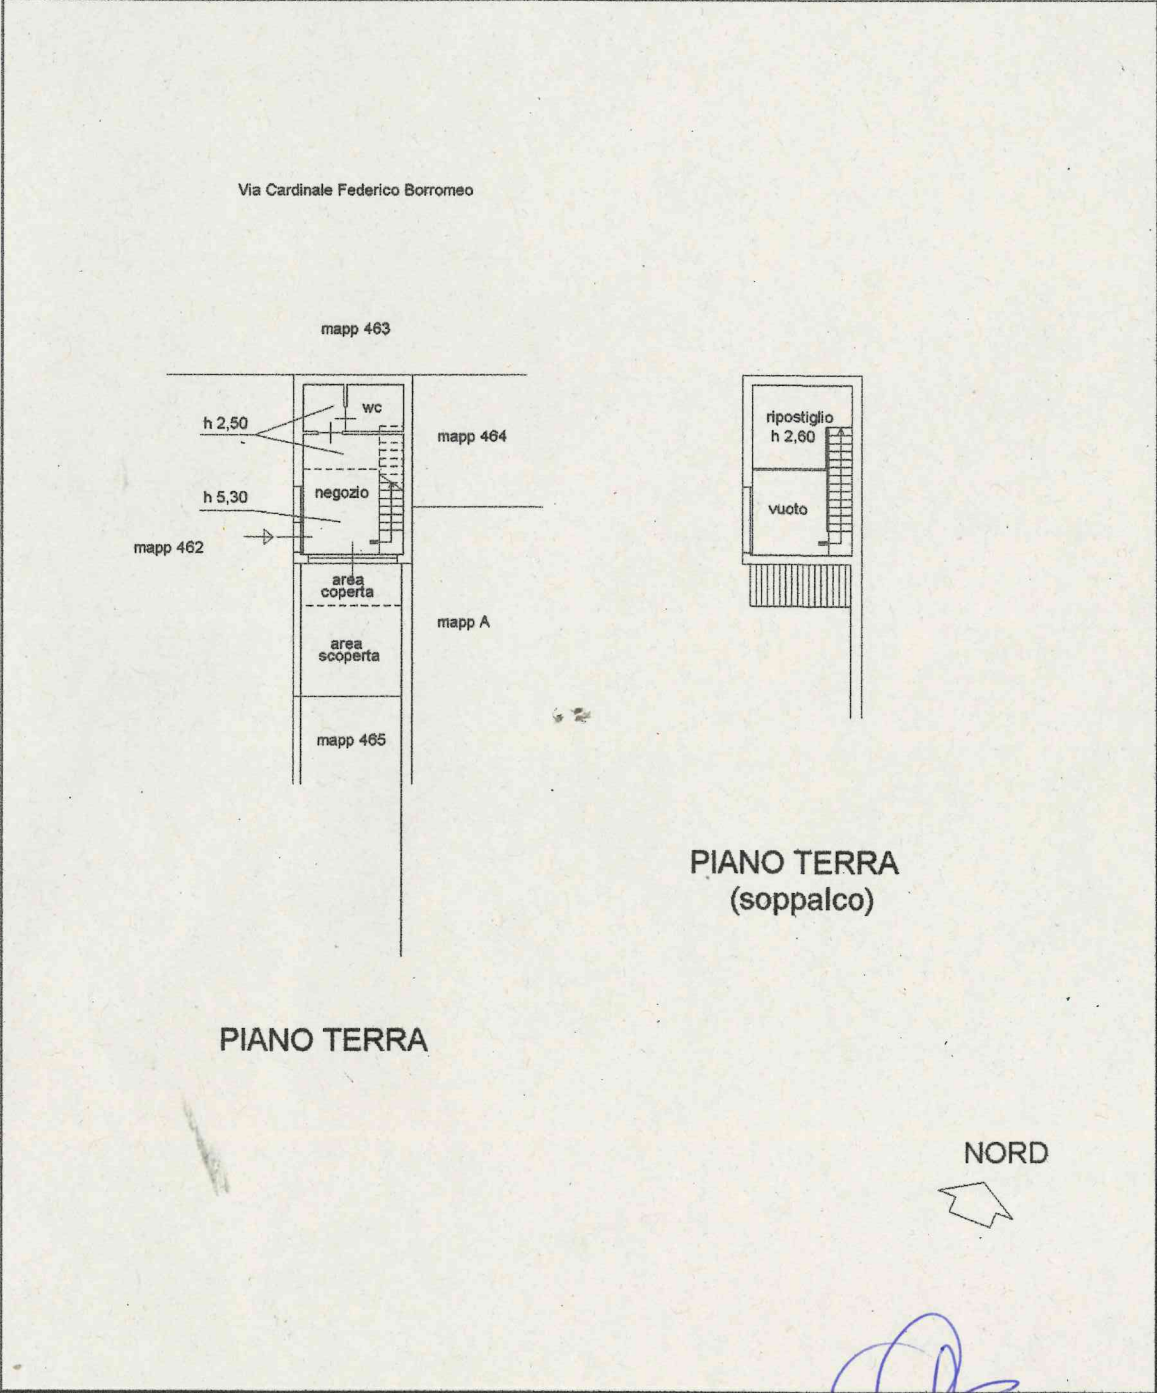 Via Cardinale Federico Borromeo
mapp 463
wc
h 2,50
mapp 464
negozio
h 5,30
mapp 462
area
coperta
mapp A
area
scoperta
mapp 465
PIANO TERRA
ripostiglio
h 2,60
vuoto
PIANO TERRA
(soppalco)
NORD